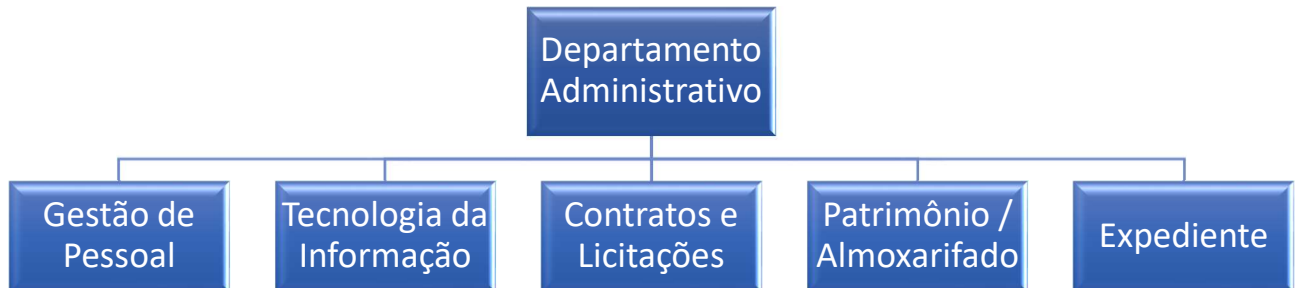 Departamento
Administrativo
Gestão de
Pessoal
Tecnologia da
Informação
Contratos e
Licitações
Patrimônio /
Almoxarifado
Expediente